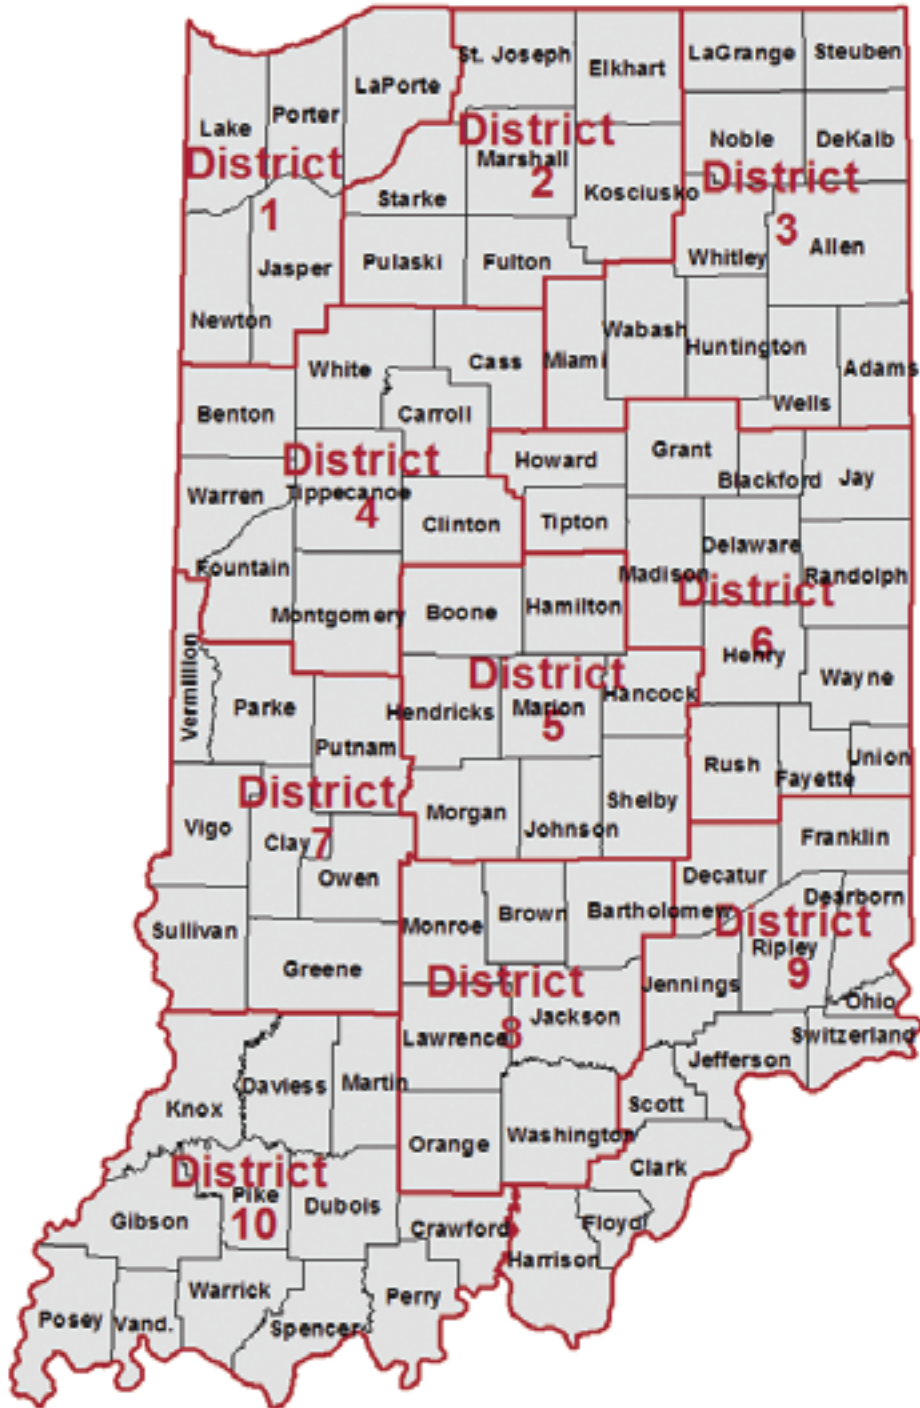 St. Joseph
Elkhart
LaGrange
Steuben
LaPorte
Porter
Lake
District
1
District
2
Marshall
Noble
DeKalb
District
3
Starke
Kosciusko
Allen
Whitley
Jasper
Pulaski
Fulton
Newton
Wabash
Miami
Huntington
White
Cass
Adams
Wells
Benton
Carroll
Howard
Grant
Blackford
Jay
District
4
Tippecanoe
Warren
Clinton
Tipton
Delaware
Fountain
Madison
Randolph
District
6
Montgomery
Boone
Hamilton
Henry
Wayne
Vermillion
District
5
Hancock
Parke
Hendricks
Marion
Putnam
Rush
Fayette
Union
District
7
Vigo
Clay
Morgan
Johnson
Shelby
Franklin
Owen
Decatur
Dearborn
Sullivan
Monroe
Brown
Bartholomew
District
9
Ripley
Greene
District
8
Jennings
Ohio
Jackson
Lawrence
Switzerland
Jefferson
Daviess
Martin
Knox
Scott
Orange
Washington
Clark
District
10
Pike
Dubois
Gibson
Crawford
Floyd
Harrison
Warrick
Perry
Posey
Vand.
Spencer